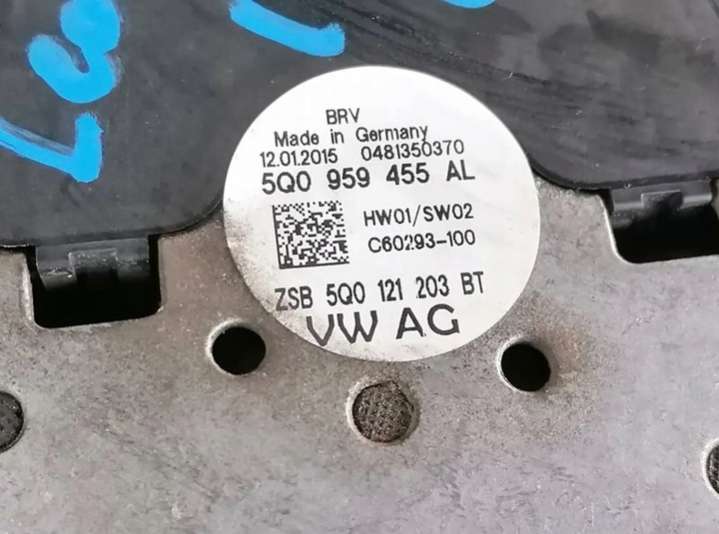 BRV
Made in Germany
12.01.2015 0481350370
5Q0 959 455 AL
HW01/SW02
C60293-100
ZSB 5Q0 121 203 BT
VW AG